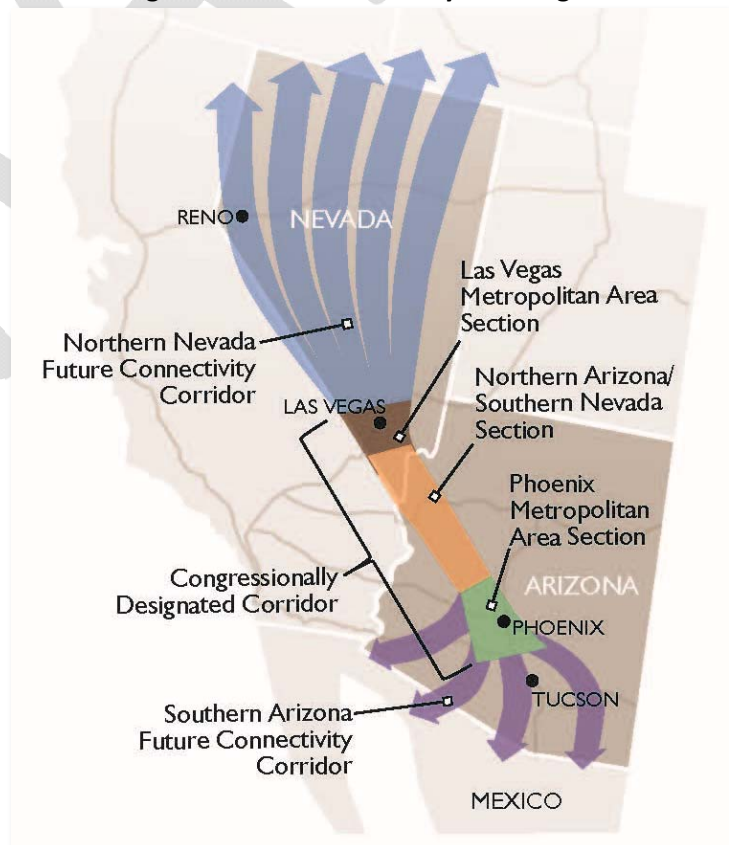 RENO
NEVADA
Las Vegas
Metropolitan Area
Section
Northern Nevada
Future Connectivity
Corridor
Northern Arizona/
Southern Nevada
Section
LAS VEGAS
Phoenix
Metropolitan
Area Section
Congressionally
Designated Corridor
ARIZONA
PHOENIX
TUCSON
Southern Arizona
Future Connectivity
Corridor
MEXICO